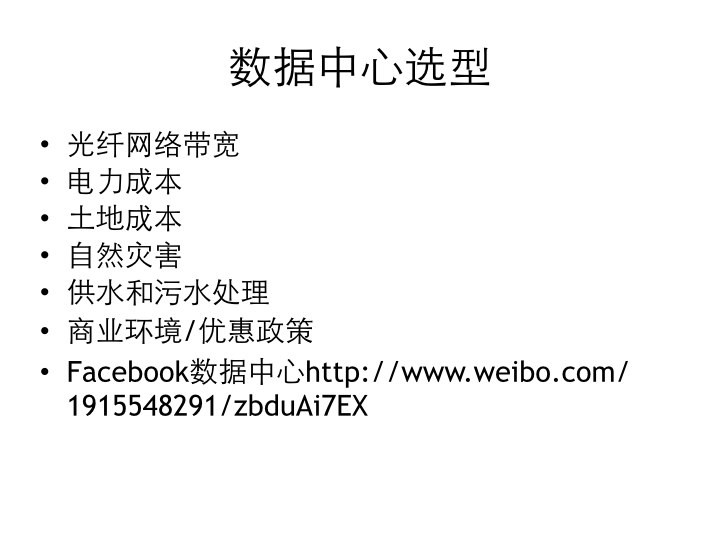 数据中心选型
• 光纤网络带宽
• 电力成本
• 土地成本
• 自然灾害
• 供水和污水处理
• 商业环境/优惠政策
• Facebook数据中心http://www.weibo.com/
1915548291/zbduAi7EX